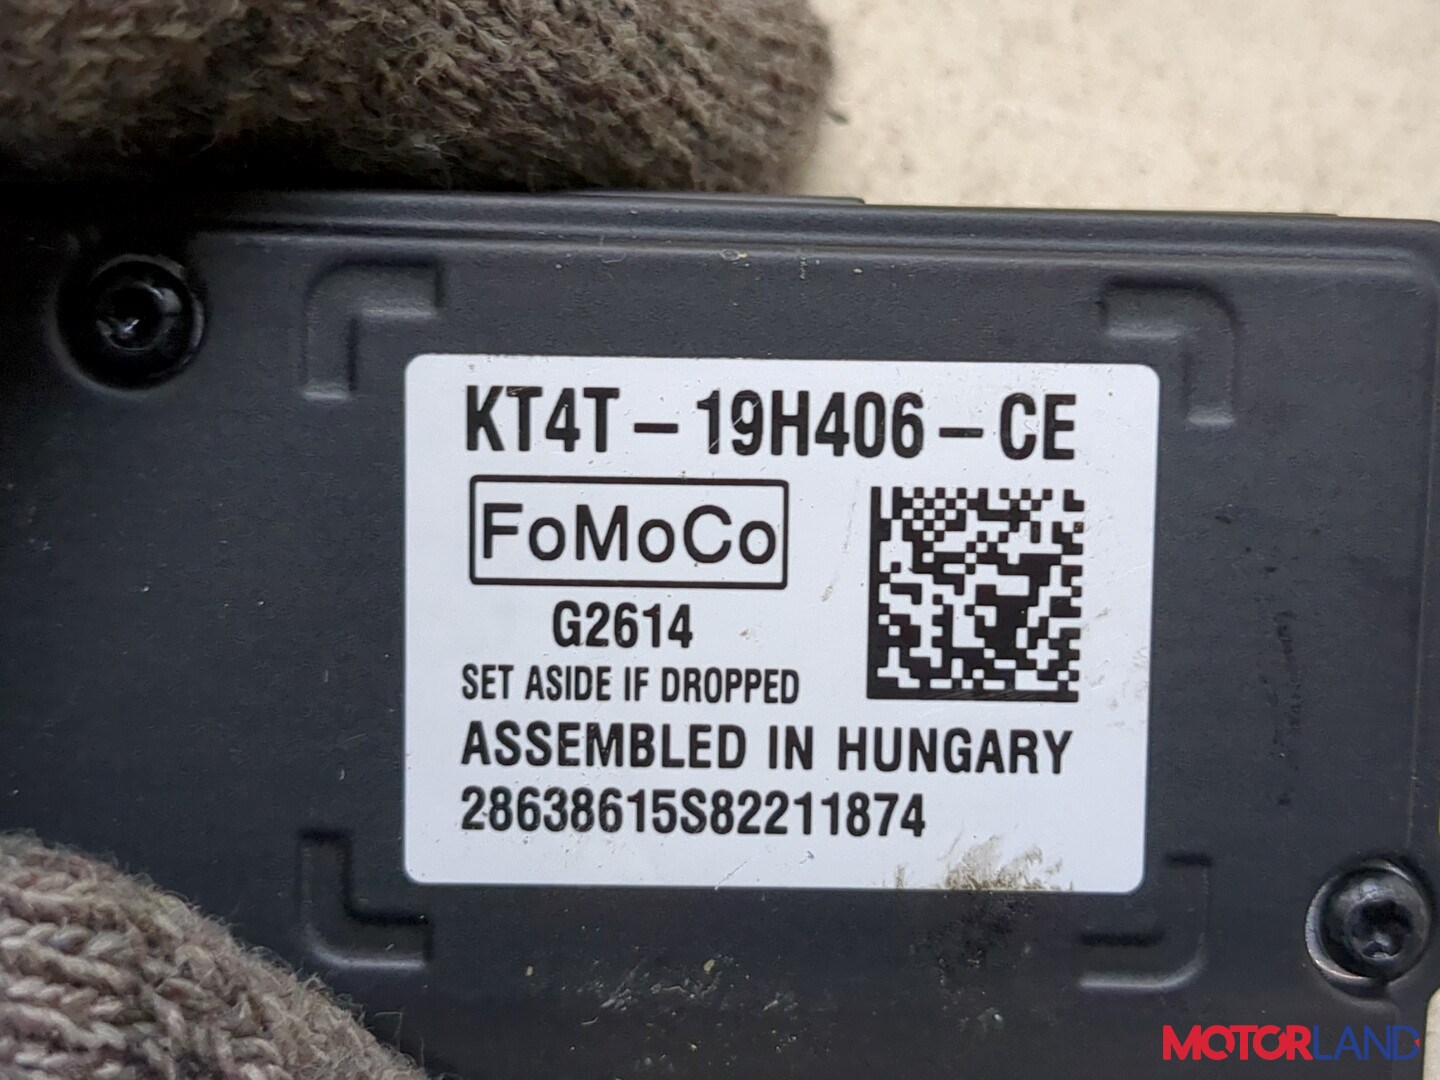 KT4T-19H406-CE
FoMoCo
G2614
SET ASIDE IF DROPPED
ASSEMBLED IN HUNGARY
28638615S82211874
MOTORLAND